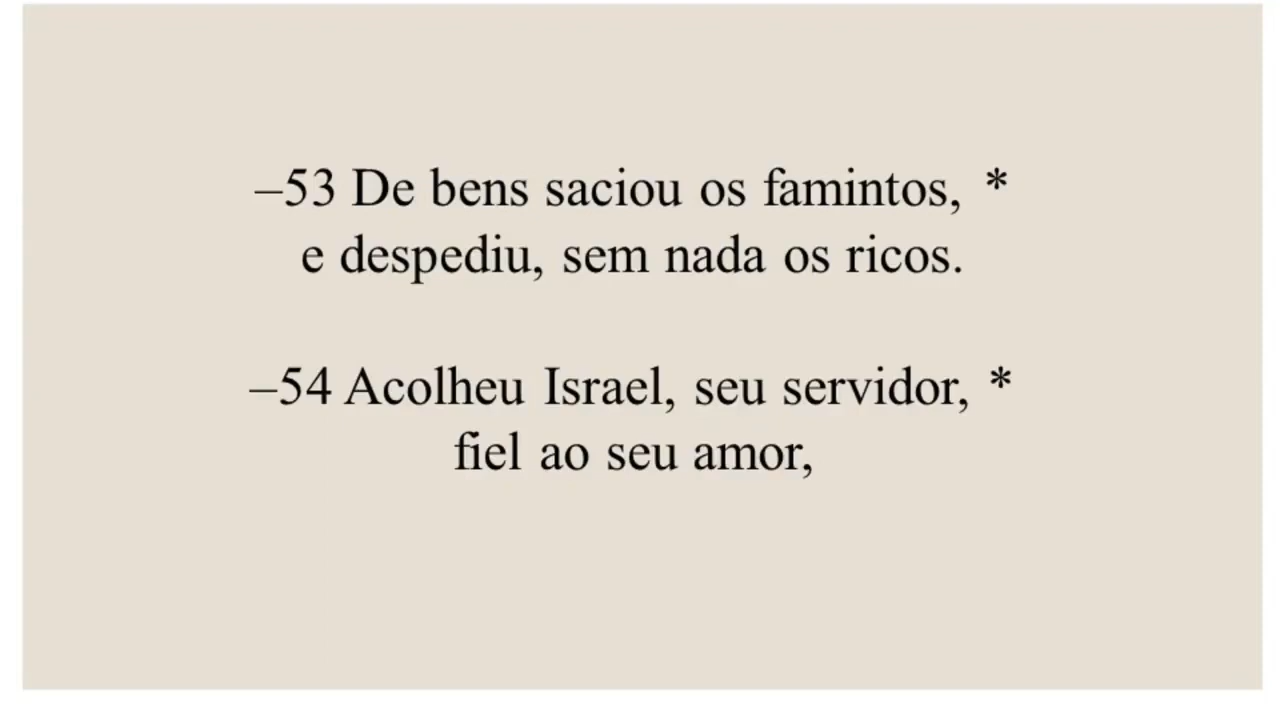 –53 De bens saciou os famintos, *
e despediu, sem nada os ricos.
–54 Acolheu Israel, seu servidor, *
fiel ao seu amor,